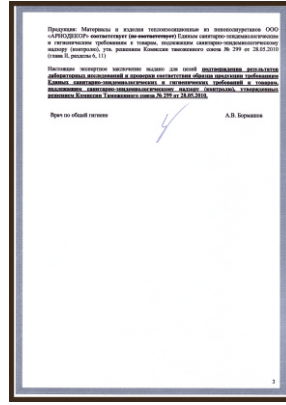 Продукция: Материалы и изделия теплоизоляционные из пенополиуретанов ООО
«АРНОДЕКОР» соответствует (не соответствует) Единым санитарно-эпидемиологическим
и гигиеническим требованиям к товарам, подлежащим санитарно-эпидемиологическому
надзору (контролю), утв. решением Комиссии таможенного союза № 299 от 28.05.2010
(глава II, разделы 6, 11)
Настоящее экспертное заключение выдано для целей подтверждения результатов
лабораторных исследований и проверки соответствия образца продукции требованиям
Единых санитарно-эпидемиологических и гигиенических требований к товарам,
подлежащим санитарно-эпидемиологическому надзору (контролю), утвержденных
решением Комиссии Таможенного союза № 299 от 28.05.2010.
Врач по общей гигиене А.В. Бормашов
3